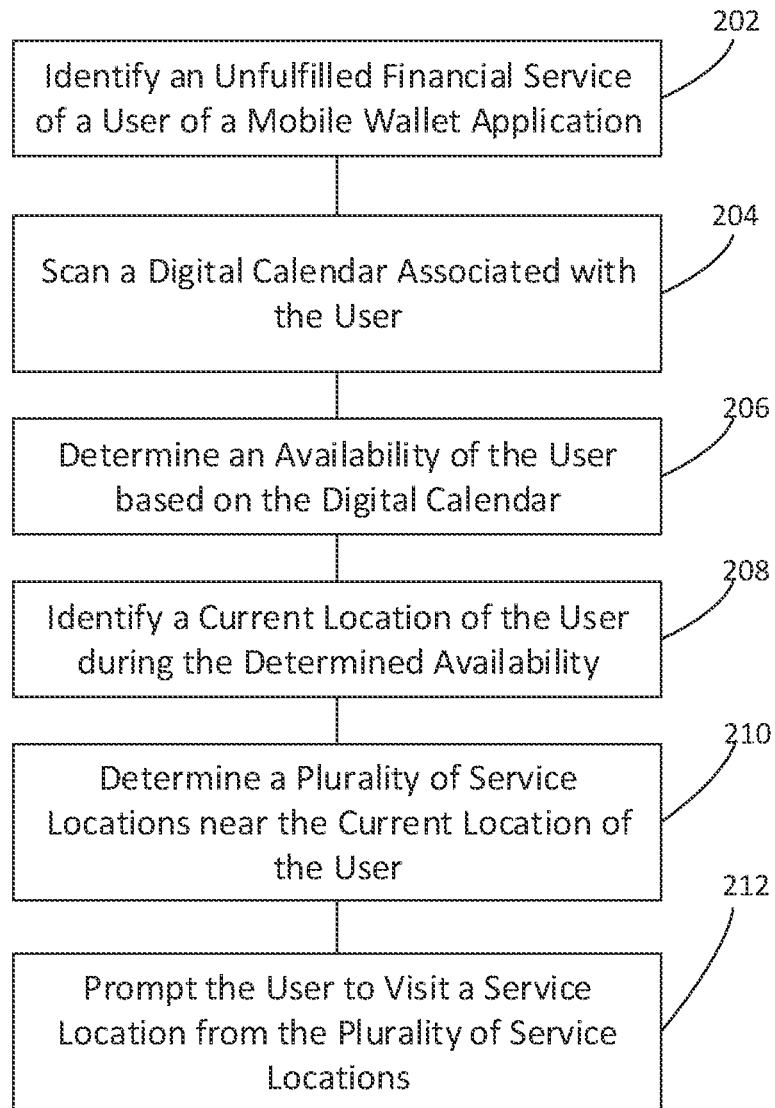 202
Identify an Unfulfilled Financial Service
of a User of a Mobile Wallet Application
204
Scan a Digital Calendar Associated with
the User
206
Determine an Availability of the User
based on the Digital Calendar
208
Identify a Current Location of the User
during the Determined Availability
210
Determine a Plurality of Service
Locations near the Current Location of
the User
212
Prompt the User to Visit a Service
Location from the Plurality of Service
Locations